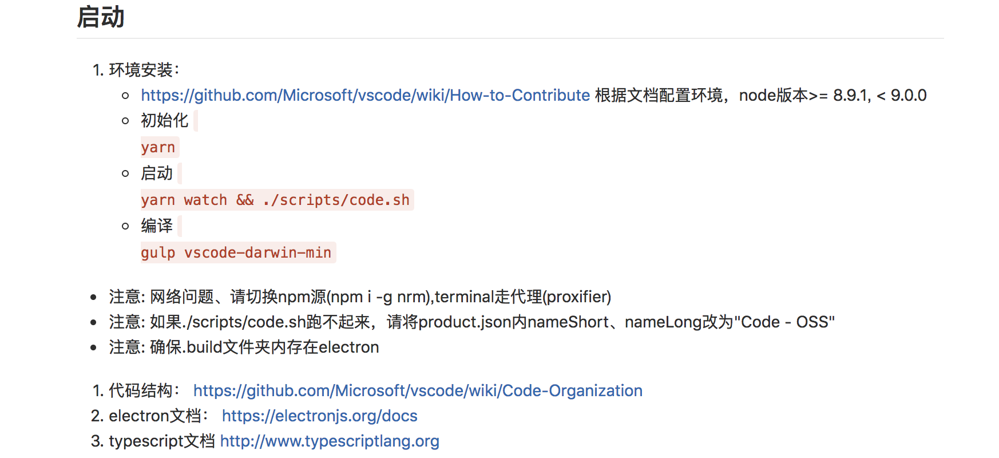 启动
1. 环境安装：
https://github.com/Microsoft/vscode/wiki/How-to-Contribute 根据文档配置环境，node版本>= 8.9.1, < 9.0.0
初始化
yarn
启动
yarn watch && ./scripts/code.sh
编译
gulp vscode-darwin-min
注意: 网络问题、请切换npm源(npm i -g nrm),terminal走代理(proxifier)
注意: 如果./scripts/code.sh跑不起来，请将product.json内nameShort、nameLong改为"Code - OSS"
注意: 确保.build文件夹内存在electron
1. 代码结构： https://github.com/Microsoft/vscode/wiki/Code-Organization
2. electron文档： https://electronjs.org/docs
3. typescript文档 http://www.typescriptlang.org